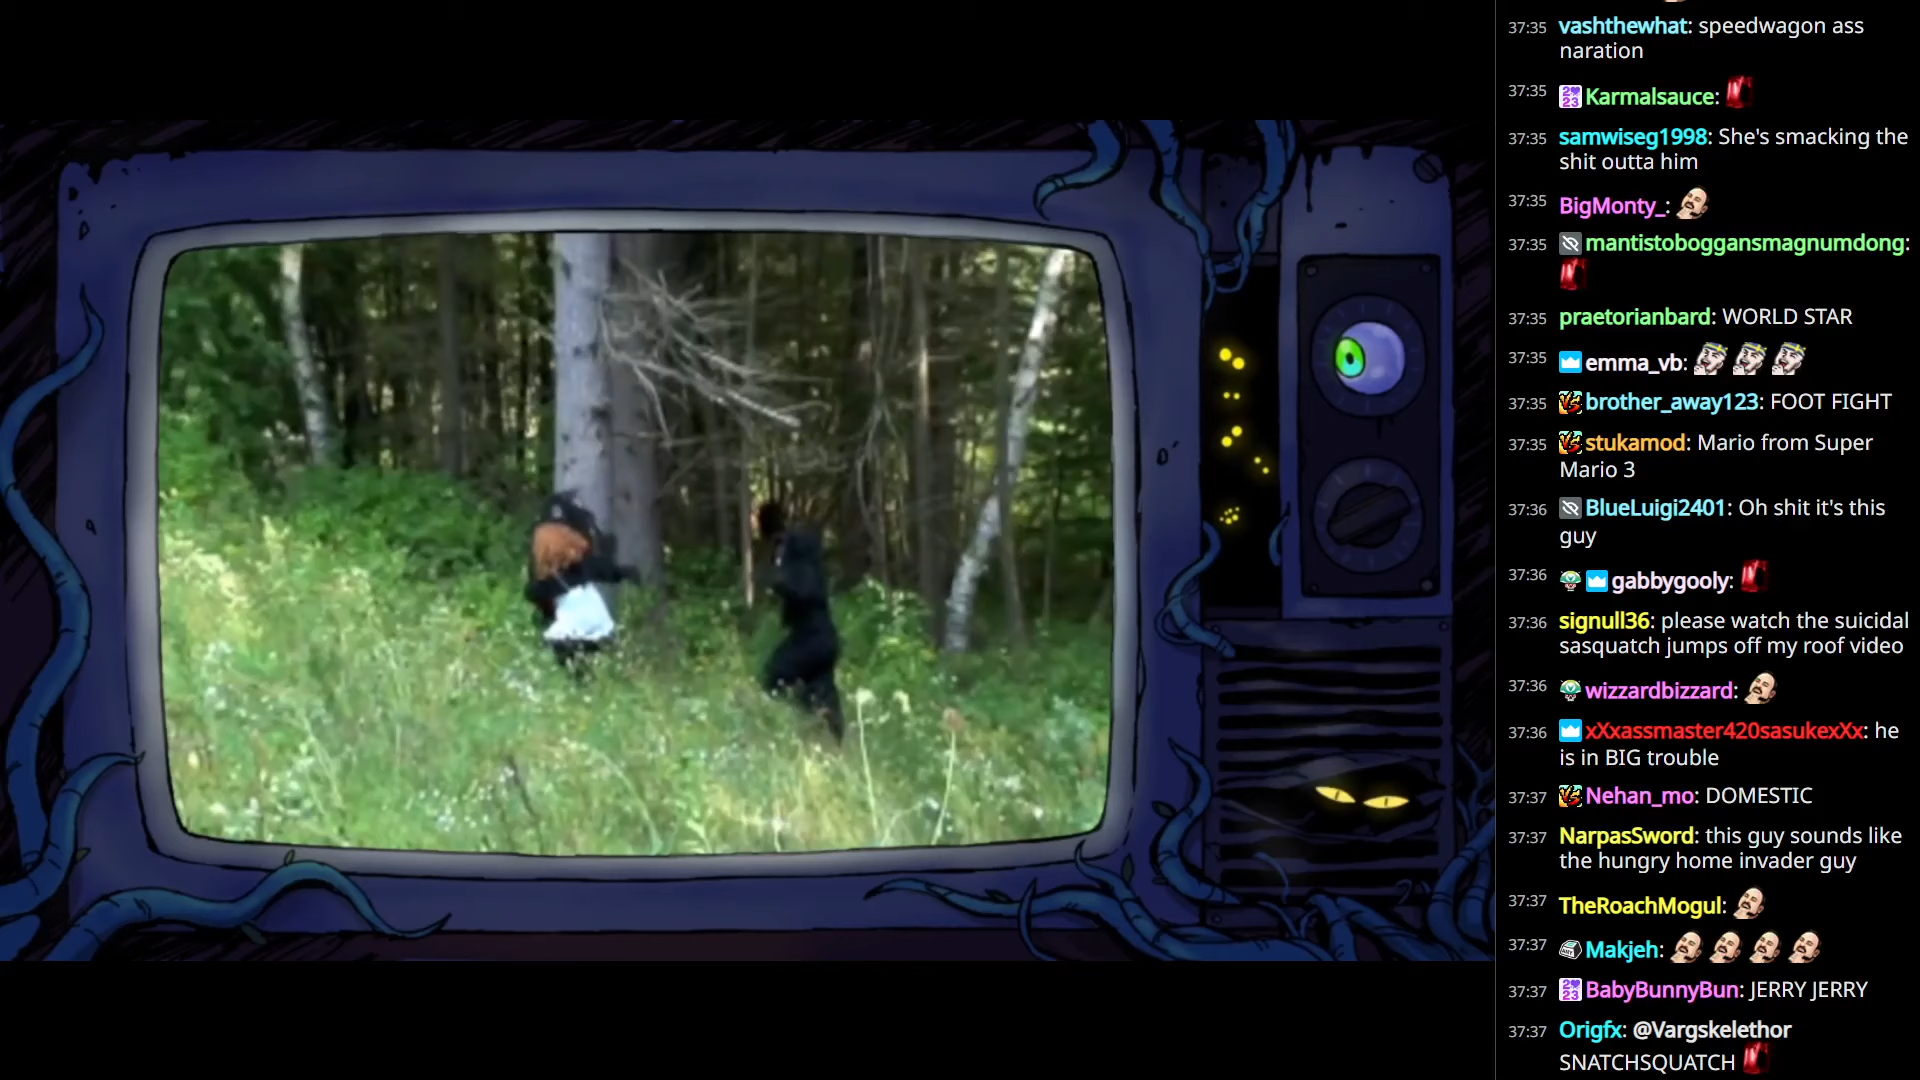 37:35 vashthewhat: speedwagon ass
naration
37:35 Karmalsauce:
37:35 samwiseg1998: She's smacking the
shit outta him
37:35 BigMonty_:
37:35 mantistoboggansmagnumdong:
37:35 praetorianbard: WORLD STAR
37:35 emma_vb:
37:35 brother_away123: FOOT FIGHT
37:35 stukamod: Mario from Super
Mario 3
37:36 BlueLuigi2401: Oh shit it's this
guy
37:36 gabbygooly:
37:36 signull36: please watch the suicidal
sasquatch jumps off my roof video
37:36 wizzardbizzard:
37:36 xXxassmaster420sasukexXx: he
is in BIG trouble
37:37 Nehan_mo: DOMESTIC
37:37 NarpasSword: this guy sounds like
the hungry home invader guy
37:37 TheRoachMogul:
37:37 Makjeh:
37:37 BabyBunnyBun: JERRY JERRY
37:37 Origfx: @Vargskelethor
SNATCHSQUATCH